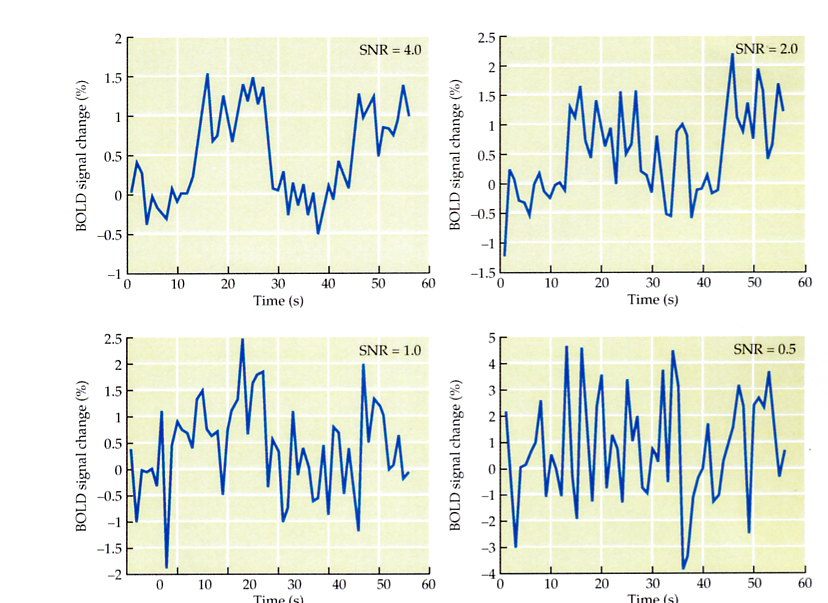 SNR = 4.0
BOLD signal change (%)
2
1.5
1
0.5
0
–0.5
–1
0 10 20 30 40 50 60
Time (s)
SNR = 2.0
BOLD signal change (%)
2.5
2
1.5
1
0.5
0
–0.5
–1
–1.5
0 10 20 30 40 50 60
Time (s)
SNR = 1.0
BOLD signal change (%)
2.5
2
1.5
1
0.5
0
–0.5
–1
–1.5
–2
0 10 20 30 40 50 60
Time (s)
SNR = 0.5
BOLD signal change (%)
5
4
3
2
1
0
–1
–2
–3
–4
0 10 20 30 40 50 60
Time (s)